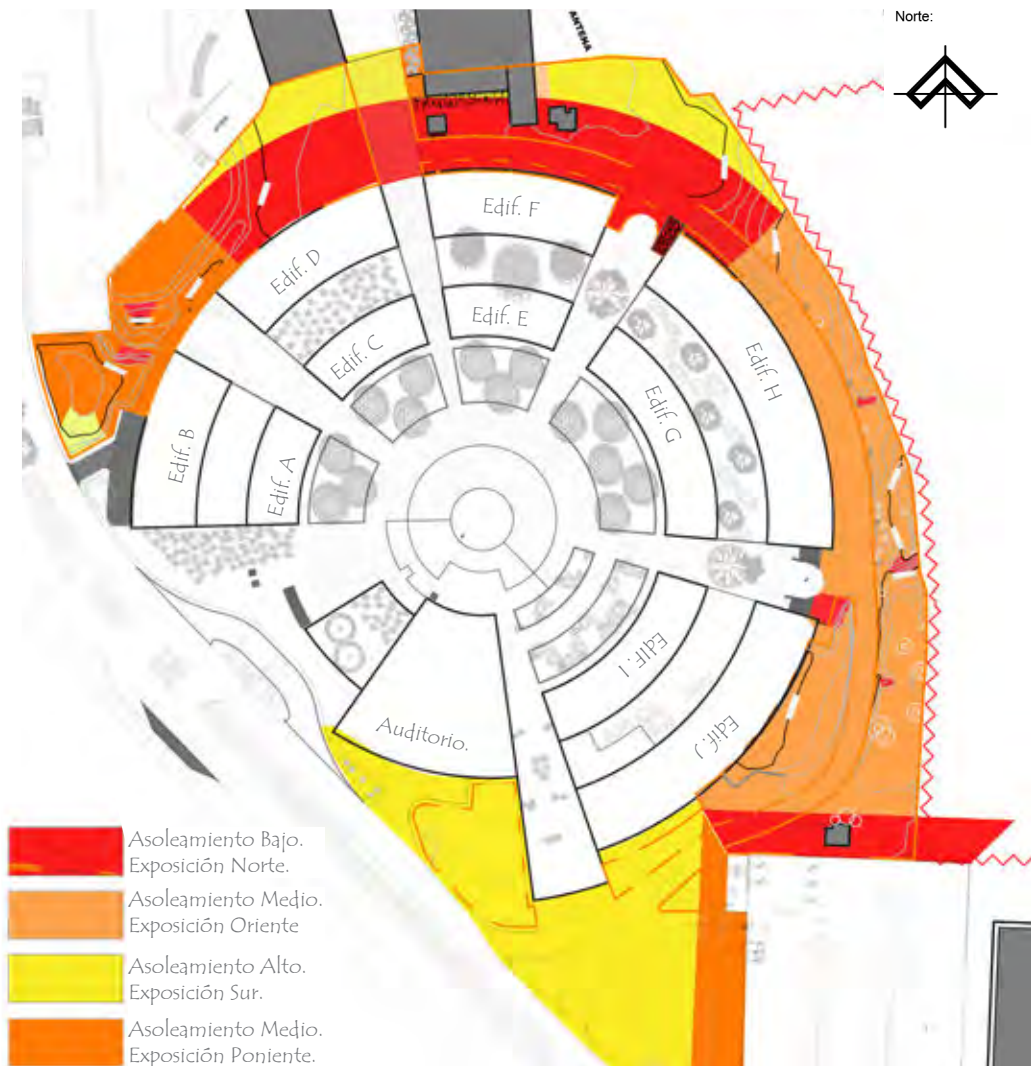 Norte:
ANTENA
Edif. F
Edif. D
Edif. E
Edif. C
Edif. H
Edif. G
Edif. B
Edif. A
Edif. I
Edif. J
Auditorio.
Asoleamiento Bajo.
Exposición Norte.
Asoleamiento Medio.
Exposición Oriente
Asoleamiento Alto.
Exposición Sur.
Asoleamiento Medio.
Exposición Poniente.